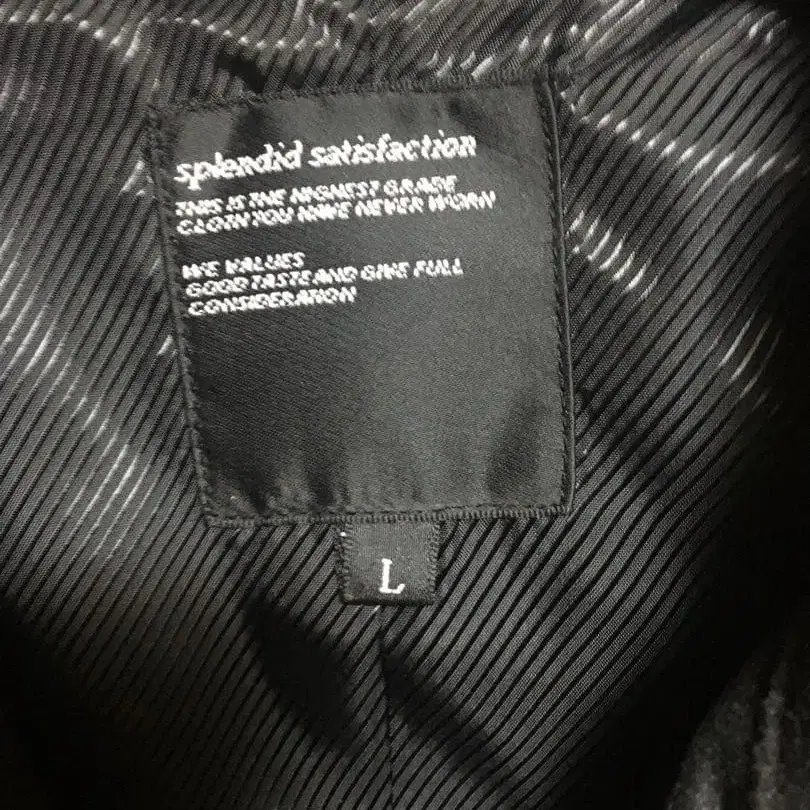 splendid satisfaction
THIS IS THE HIGHEST GRADE
CLOTH YOU HAVE NEVER WORN
WE VALUES
GOOD TASTE AND GIVE FULL
CONSIDERATION
L